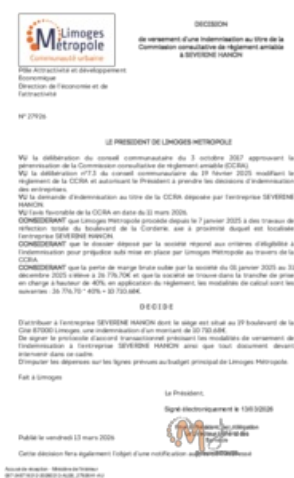 Limoges
Métropole
Communauté urbaine
DECISION
de versement d'une indemnisation au titre de la
Commission consultative de règlement amiable
à SEVERINE HANON
Pôle Attractivité et développement
Economique
Direction de l'économie et de
l'attractivité
N° 27926
LE PRESIDENT DE LIMOGES METROPOLE
VU la délibération du conseil communautaire du 3 octobre 2017 approuvant la
pérennisation de la Commission consultative de règlement amiable (CCRA).
VU la délibération n°7.3 du conseil communautaire du 19 février 2025 modifiant le
règlement de la CCRA et autorisant le Président à prendre les décisions d'indemnisation
des entreprises.
VU la demande d'indemnisation au titre de la CCRA déposée par l'entreprise SEVERINE
HANON.
VU l'avis favorable de la CCRA en date du 11 mars 2026.
CONSIDERANT que Limoges Métropole procède depuis le 7 janvier 2025 à des travaux de
réfection totale du boulevard de la Corderie, axe à proximité duquel est localisée
l'entreprise SEVERINE HANON.
CONSIDERANT que le dossier déposé par la société répond aux critères d'éligibilité à
l'indemnisation pour préjudice subi mise en place par Limoges Métropole au travers de la
CCRA.
CONSIDERANT que la perte de marge brute subie par la société du 01 janvier 2025 au 31
décembre 2025 s'élève à 26 776,70€ et que la société se trouve dans la tranche de prise
en charge à hauteur de 40% en application du règlement, les modalités de calcul sont les
suivantes : 26 776,70 * 40% = 10 710,68€.
DECIDE
D'attribuer à l'entreprise SEVERINE HANON dont le siège est situé au 39 boulevard de la
Cité 87000 Limoges, une indemnisation d'un montant de 10 710,68€.
De signer le protocole d'accord transactionnel précisant les modalités de versement de
l'indemnisation à l'entreprise SEVERINE HANON ainsi que tout document devant
intervenir dans ce cadre.
D'imputer les dépenses sur les lignes prévues au budget principal de Limoges Métropole.
Fait à Limoges
Le Président,
Signé électroniquement le 13/03/2026
Publié le vendredi 13 mars 2026
Cette décision fera également l'objet d'une notification
Accusé de réception - Ministère de l'Intérieur